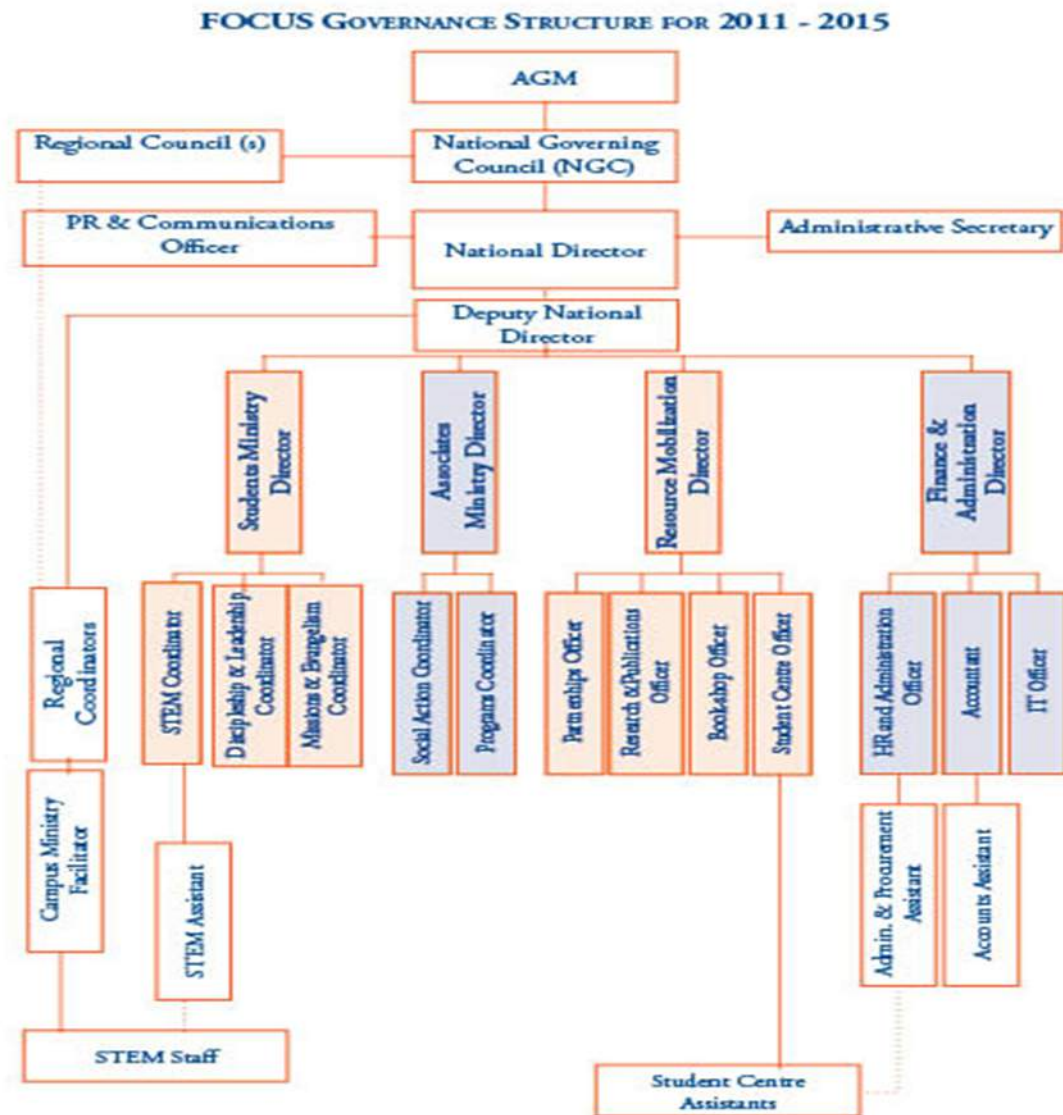 FOCUS GOVERNANCE STRUCTURE FOR 2011 - 2015
AGM
Regional Council (s)
National Governing
Council (NGC)
PR & Communications
Officer
National Director
Administrative Secretary
Deputy National
Director
Students Ministry
Director
Associates
Ministry Director
Resource Mobilization
Director
Finance &
Administration
Director
Regional
Coordinators
STEM Coordinator
Discipleship & Leadership
Coordinator
Missions & Evangelism
Coordinator
Social Action Coordinator
Programs Coordinator
Partnerships Officer
Research & Publications
Officer
Bookshop Officer
Student Centre Officer
HR and Administration
Officer
Accountant
IT Officer
Campus Ministry
Facilitator
STEM Assistant
Admin. & Procurement
Assistant
Accounts Assistant
STEM Staff
Student Centre
Assistants